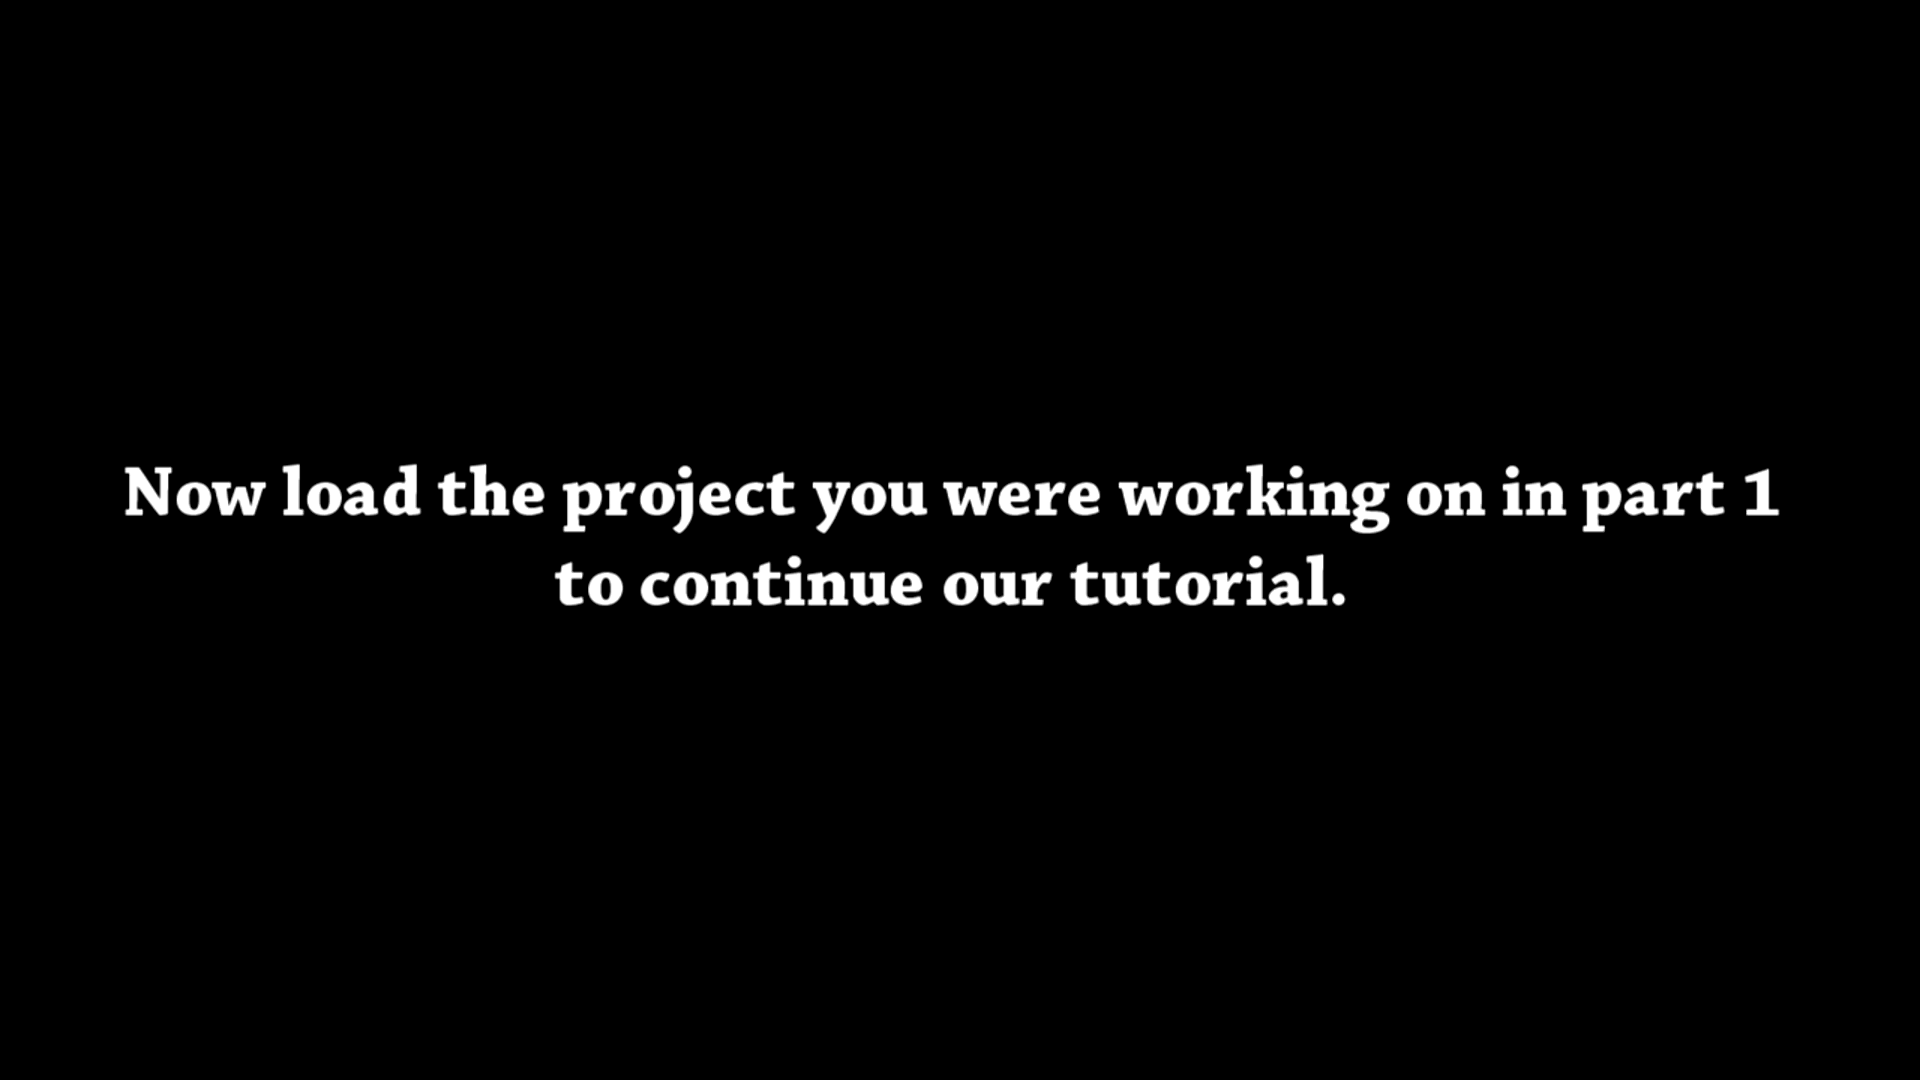 Now load the project you were working on in part 1
to continue our tutorial.